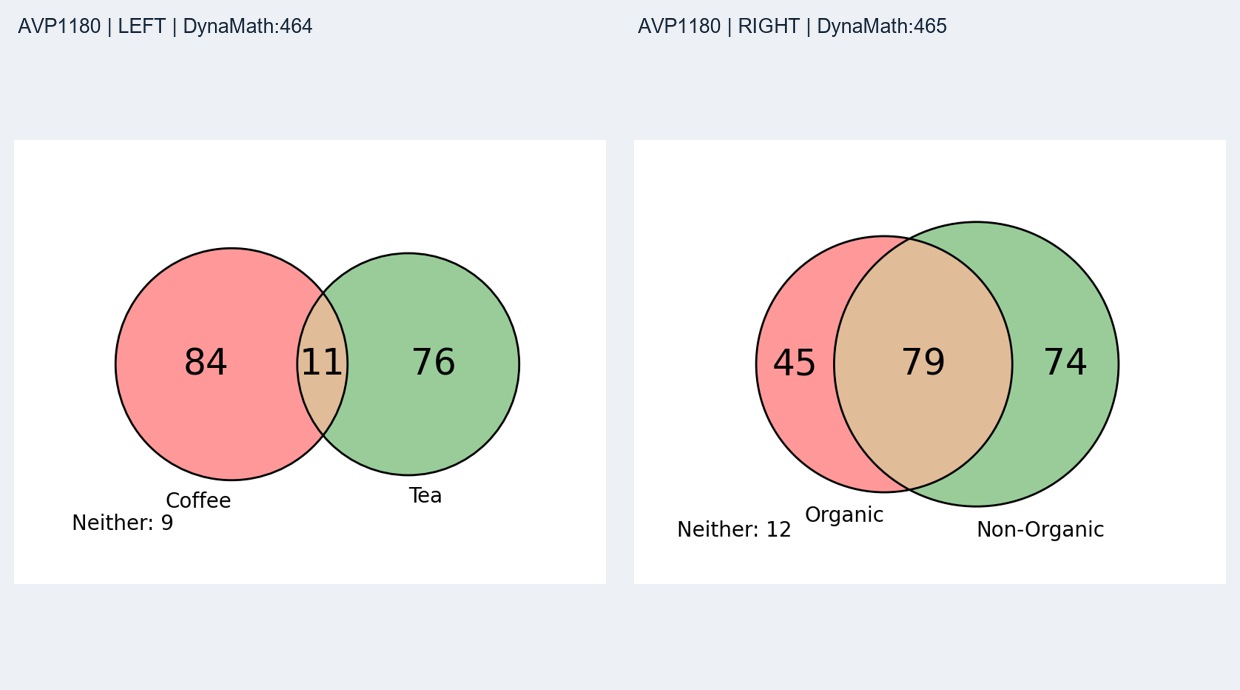 AVP1180 | LEFT | DynaMath:464
84
11
76
Coffee
Tea
Neither: 9
AVP1180 | RIGHT | DynaMath:465
45
79
74
Organic
Neither: 12
Non-Organic